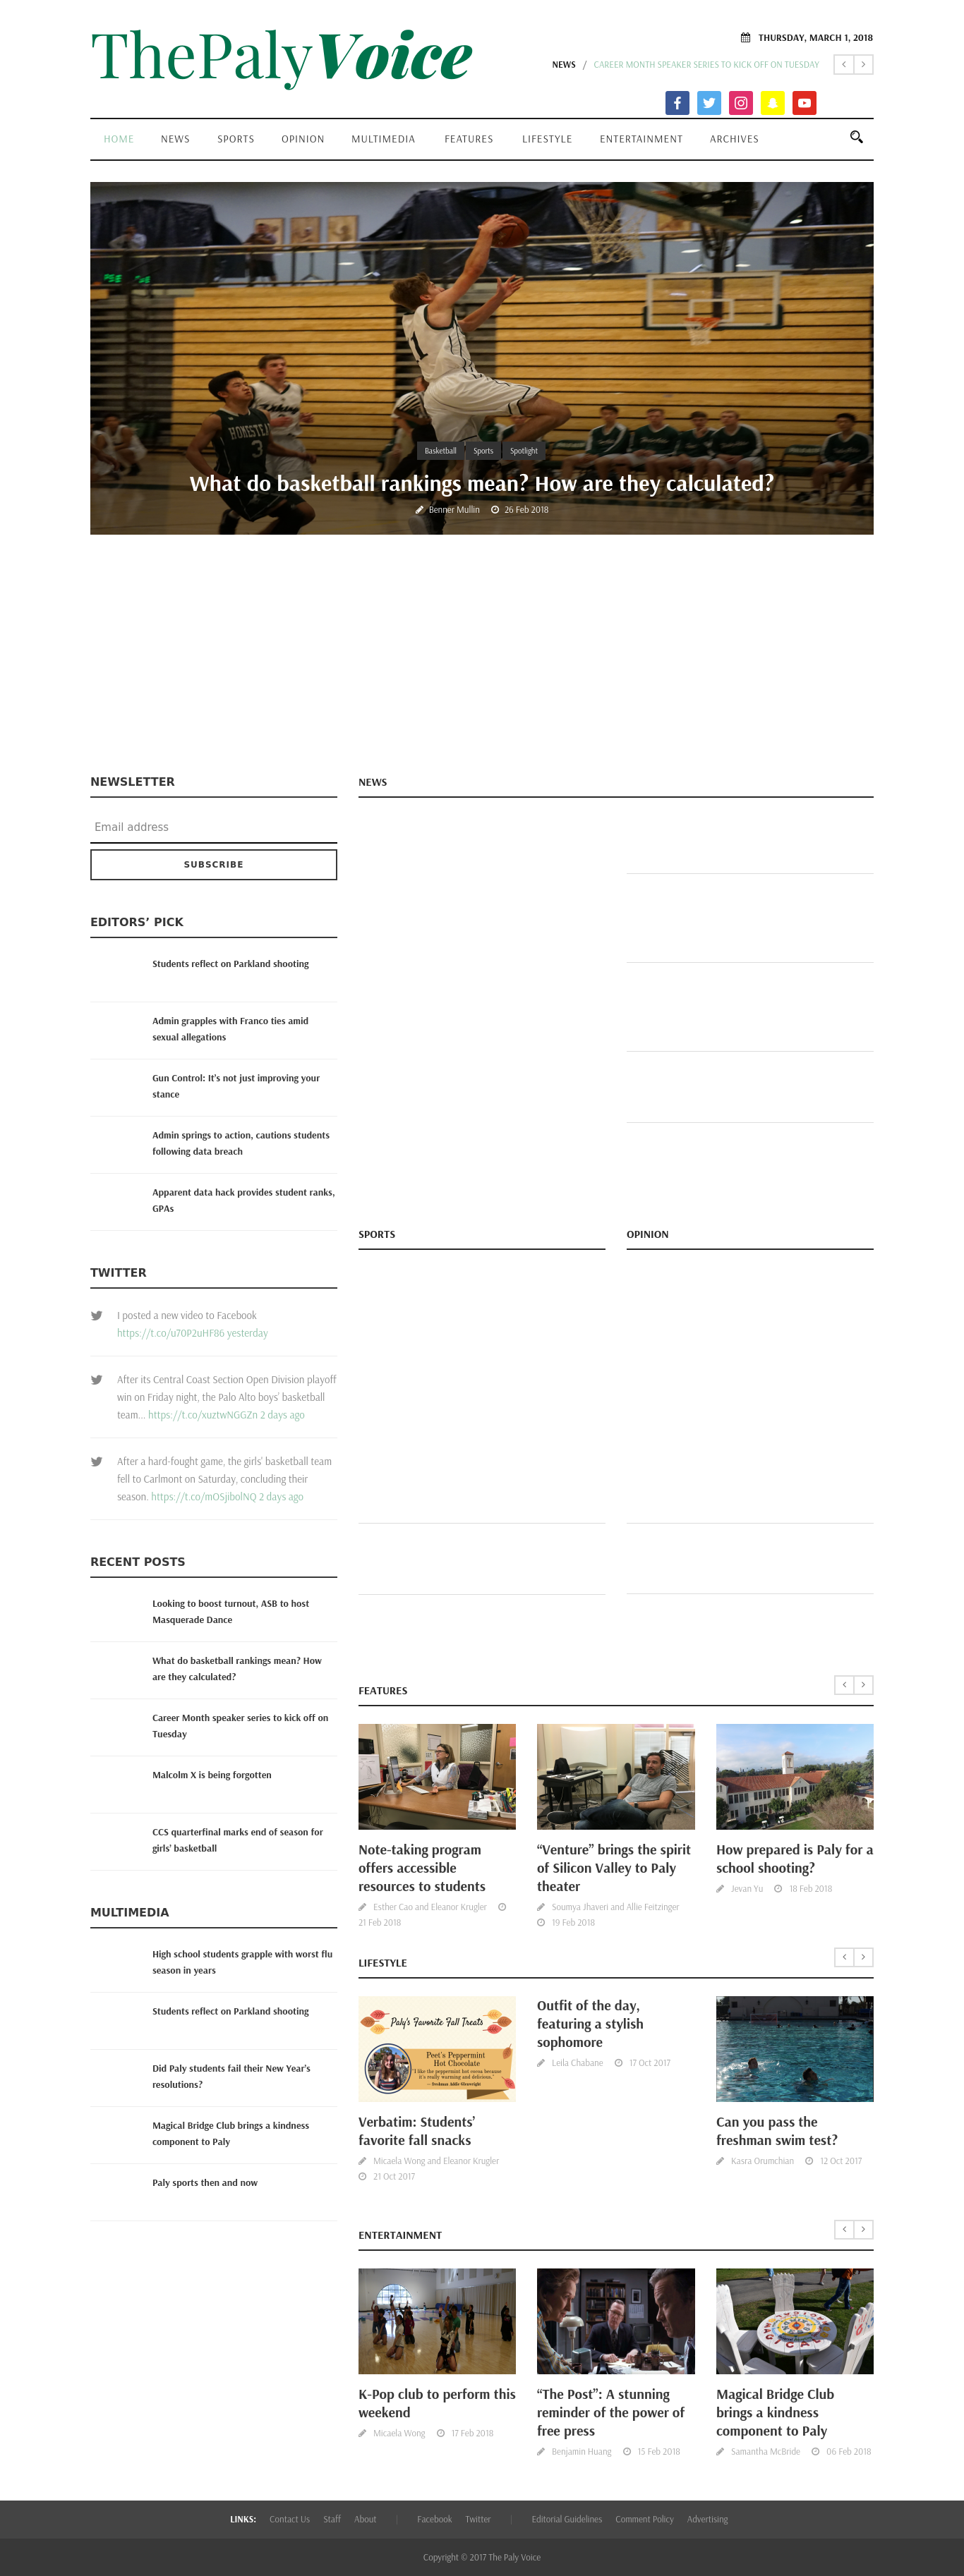 ThePalyVoice
THURSDAY, MARCH 1, 2018
NEWS / CAREER MONTH SPEAKER SERIES TO KICK OFF ON TUESDAY
HOME NEWS SPORTS OPINION MULTIMEDIA FEATURES LIFESTYLE ENTERTAINMENT ARCHIVES
HOMESTEAD
Basketball Sports Spotlight
What do basketball rankings mean? How are they calculated?
Benner Mullin 26 Feb 2018
NEWSLETTER
Email address
SUBSCRIBE
EDITORS’ PICK
Students reflect on Parkland shooting
Admin grapples with Franco ties amid
sexual allegations
Gun Control: It’s not just improving your
stance
Admin springs to action, cautions students
following data breach
Apparent data hack provides student ranks,
GPAs
TWITTER
I posted a new video to Facebook
https://t.co/u70P2uHF86 yesterday
After its Central Coast Section Open Division playoff
win on Friday night, the Palo Alto boys’ basketball
team... https://t.co/xuztwNGGZn 2 days ago
After a hard-fought game, the girls’ basketball team
fell to Carlmont on Saturday, concluding their
season. https://t.co/mOSjibolNQ 2 days ago
RECENT POSTS
Looking to boost turnout, ASB to host
Masquerade Dance
What do basketball rankings mean? How
are they calculated?
Career Month speaker series to kick off on
Tuesday
Malcolm X is being forgotten
CCS quarterfinal marks end of season for
girls’ basketball
MULTIMEDIA
High school students grapple with worst flu
season in years
Students reflect on Parkland shooting
Did Paly students fail their New Year’s
resolutions?
Magical Bridge Club brings a kindness
component to Paly
Paly sports then and now
NEWS
SPORTS
OPINION
FEATURES
Note-taking program
offers accessible
resources to students
Esther Cao and Eleanor Krugler
21 Feb 2018
“Venture” brings the spirit
of Silicon Valley to Paly
theater
Soumya Jhaveri and Allie Feitzinger
19 Feb 2018
How prepared is Paly for a
school shooting?
Jevan Yu 18 Feb 2018
LIFESTYLE
Paly's Favorite Fall Treats
Peet's Peppermint
Hot Chocolate
Verbatim: Students’
favorite fall snacks
Micaela Wong and Eleanor Krugler
21 Oct 2017
Outfit of the day,
featuring a stylish
sophomore
Leila Chabane 17 Oct 2017
Can you pass the
freshman swim test?
Kasra Orumchian 12 Oct 2017
ENTERTAINMENT
K-Pop club to perform this
weekend
Micaela Wong 17 Feb 2018
“The Post”: A stunning
reminder of the power of
free press
Benjamin Huang 15 Feb 2018
Magical Bridge Club
brings a kindness
component to Paly
Samantha McBride 06 Feb 2018
LINKS: Contact Us Staff About | Facebook Twitter | Editorial Guidelines Comment Policy Advertising
Copyright © 2017 The Paly Voice